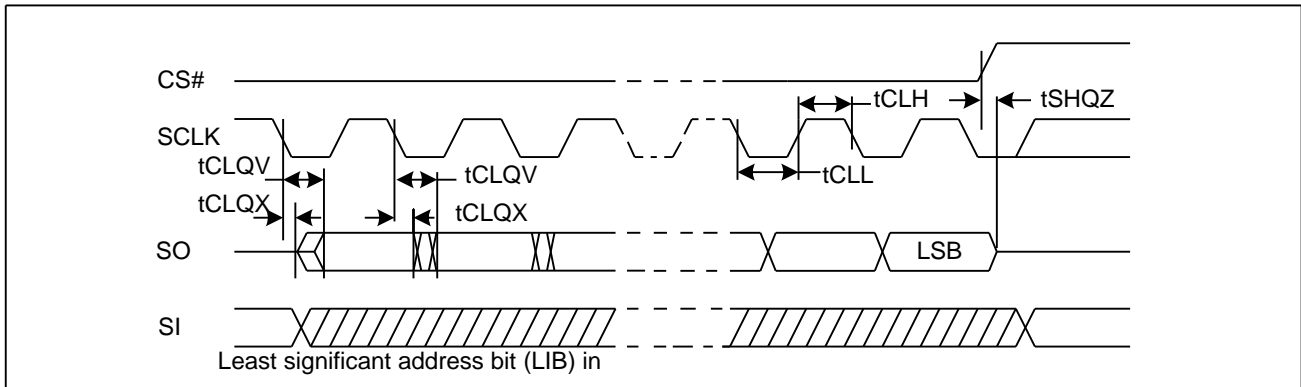 CS#
tCLH
tSHQZ
SCLK
tCLQV
tCLQV
tCLL
tCLQX
tCLQX
SO
LSB
SI
Least significant address bit (LIB) in